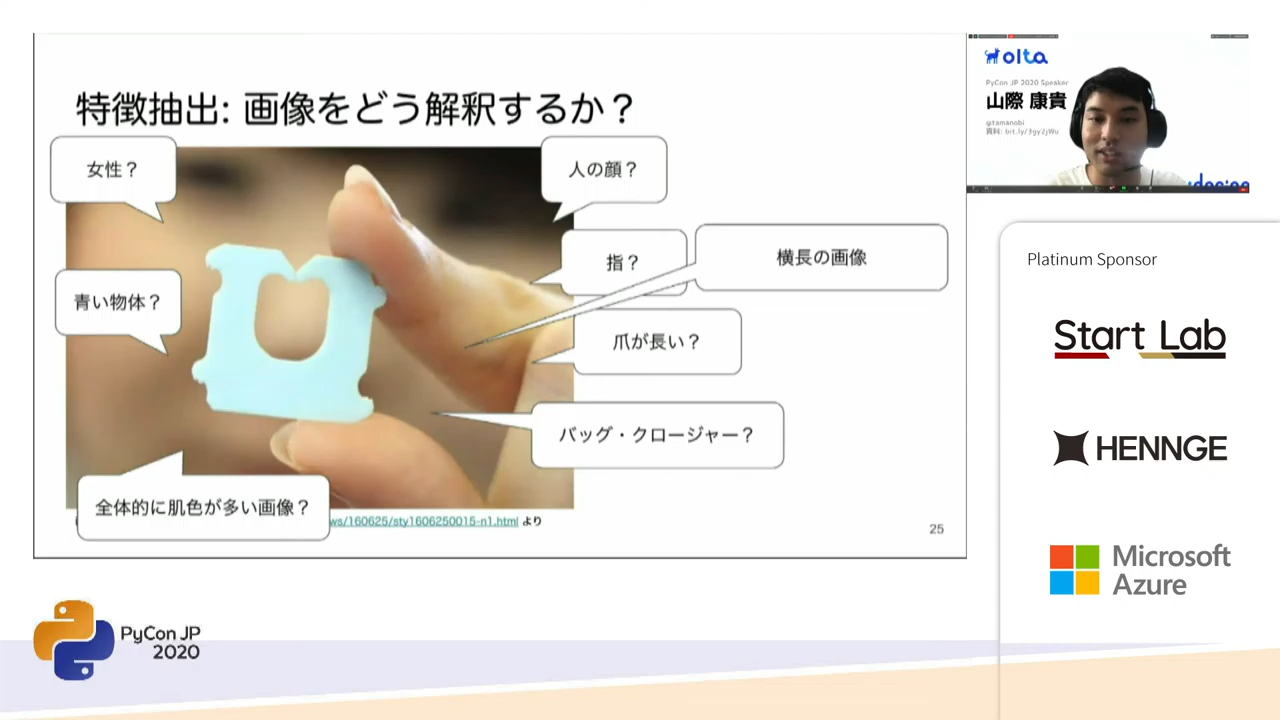 特徴抽出: 画像をどう解釈するか？
女性？
人の顔？
指？
横長の画像
青い物体？
爪が長い？
バッグ・クロージャー？
全体的に肌色が多い画像？
ws/160625/sty1606250015-n1.html より
25
olta
PyCon JP 2020 Speaker
山際 康貴
@tamanobi
資料: bit.ly/3gy2jWu
Platinum Sponsor
Start Lab
HENNGE
Microsoft
Azure
PyCon JP
2020